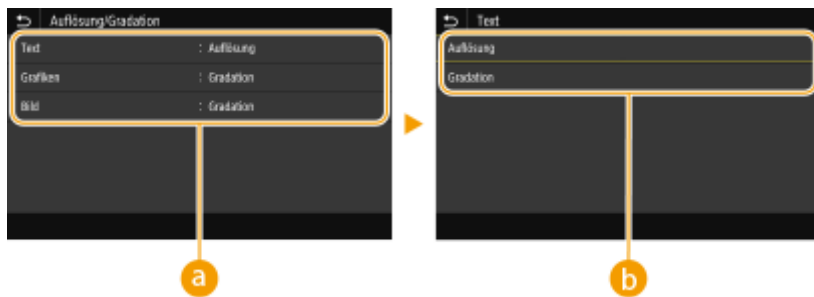 Auflösung/Gradation
Text : Auflösung
Grafiken : Gradation
Bild : Gradation
a
Text
Auflösung
Gradation
b